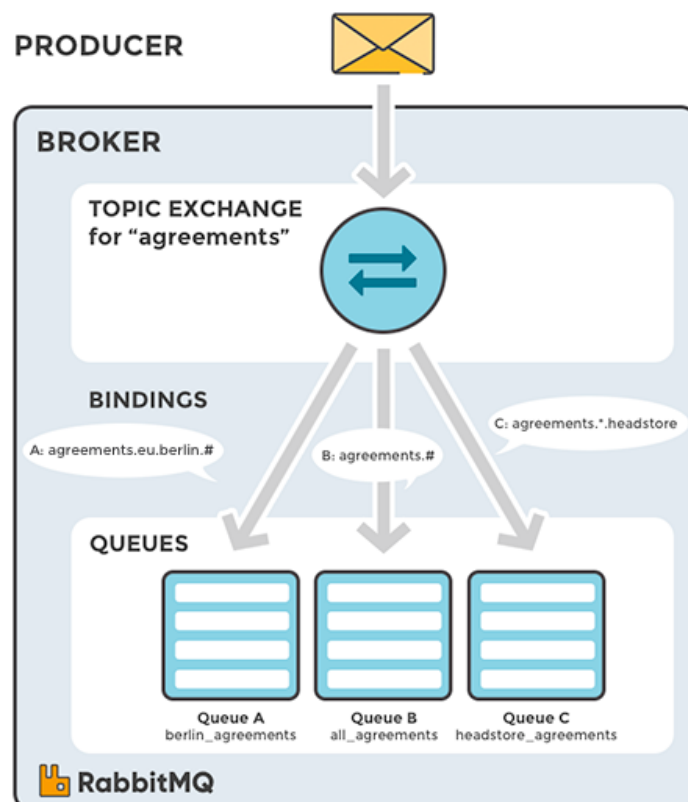 PRODUCER
BROKER
TOPIC EXCHANGE
for “agreements”
BINDINGS
A: agreements.eu.berlin.#
B: agreements.#
C: agreements.*.headstore
QUEUES
Queue A
berlin_agreements
Queue B
all_agreements
Queue C
headstore_agreements
RabbitMQ